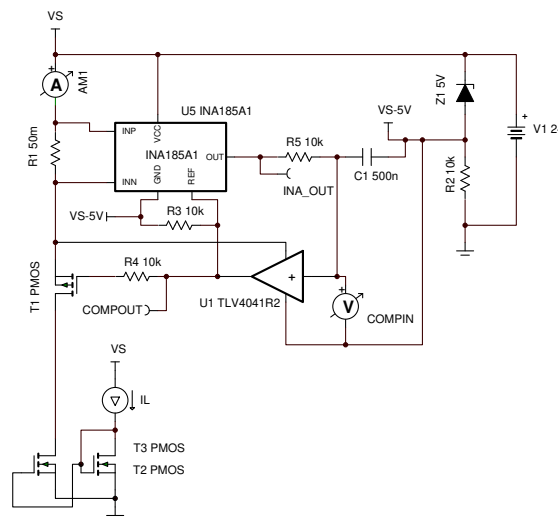 VS
VS
A
AM1
Z1 5V
U5 INA185A1
VS-5V
V1 2
INP
VCC
R5 10k
R1 50m
INA185A1
OUT
INN
GND
REF
C1 500n
R2 10k
INA_OUT
VS-5V
R3 10k
R4 10k
T1 PMOS
U1 TLV4041R2
COMPOUT
V
COMPIN
VS
IL
T3 PMOS
T2 PMOS